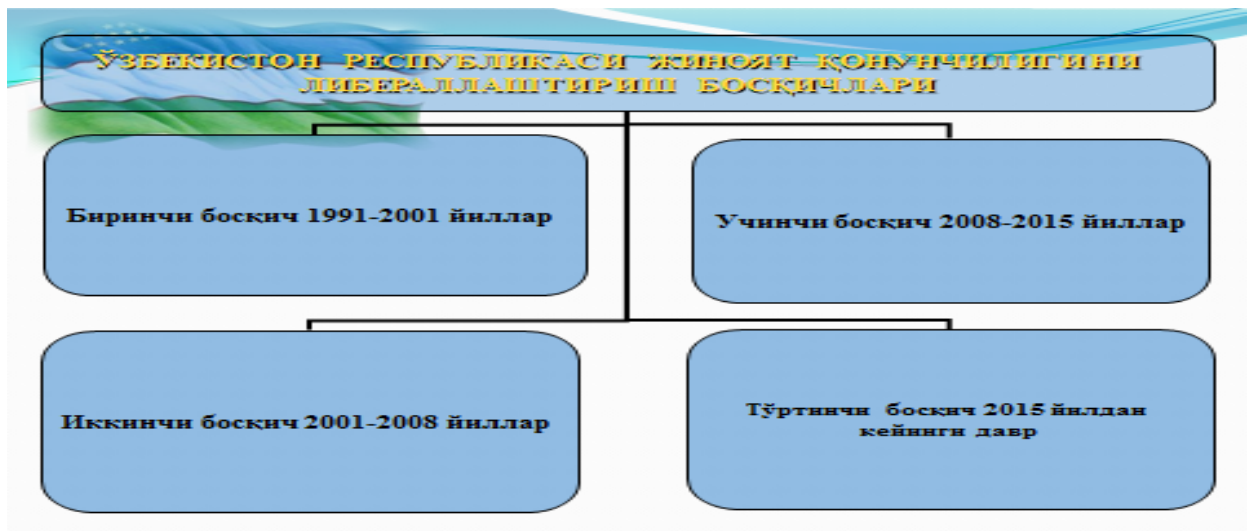 ЎЗБЕКИСТОН РЕСПУБЛИКАСИ ЖИНОЯТ ҚОНУНЧИЛИГИНИ
ЛИБЕРАЛЛАШТИРИШ БОСҚИЧЛАРИ
Биринчи босқич 1991-2001 йиллар
Учинчи босқич 2008-2015 йиллар
Иккинчи босқич 2001-2008 йиллар
Тўртинчи босқич 2015 йилдан
кейинги давр